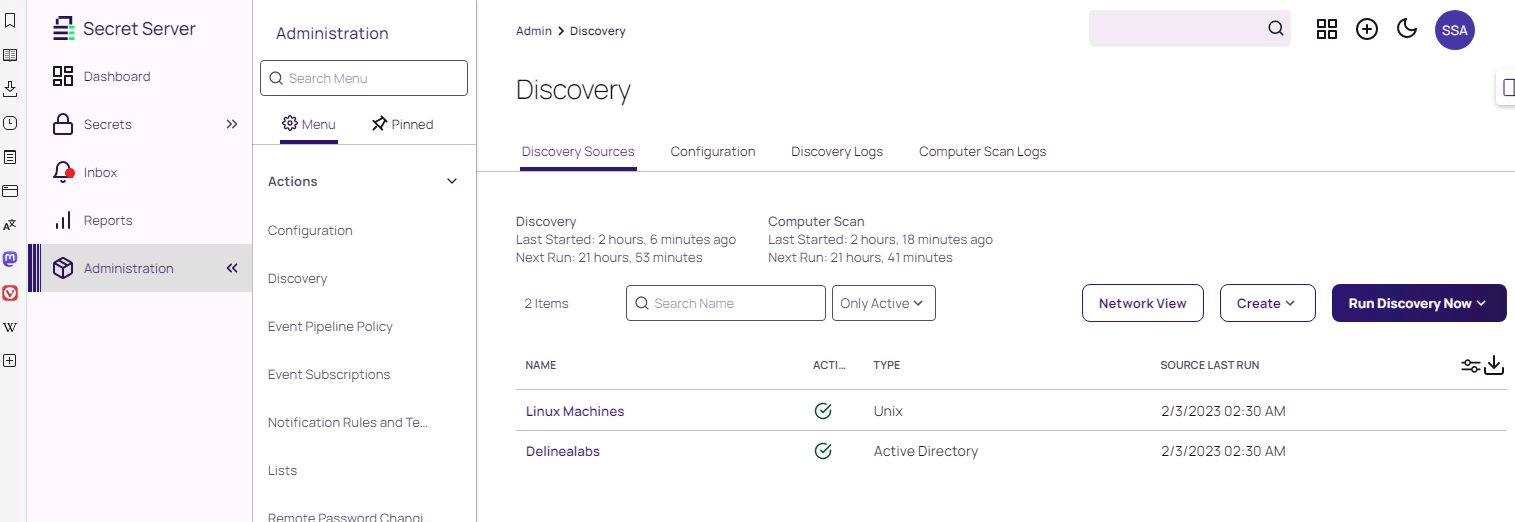 Secret Server
Dashboard
Secrets
Inbox
Reports
Administration
Administration
Search Menu
Menu
Pinned
Actions
Configuration
Discovery
Event Pipeline Policy
Event Subscriptions
Notification Rules and Te...
Lists
Remote Password Changi...
Admin > Discovery
SSA
Discovery
Discovery Sources
Configuration
Discovery Logs
Computer Scan Logs
Discovery
Last Started: 2 hours, 6 minutes ago
Next Run: 21 hours, 53 minutes
Computer Scan
Last Started: 2 hours, 18 minutes ago
Next Run: 21 hours, 41 minutes
2 Items
Search Name
Only Active
Network View
Create
Run Discovery Now
NAME ACTI... TYPE SOURCE LAST RUN
Linux Machines Unix 2/3/2023 02:30 AM
Delinealabs Active Directory 2/3/2023 02:30 AM